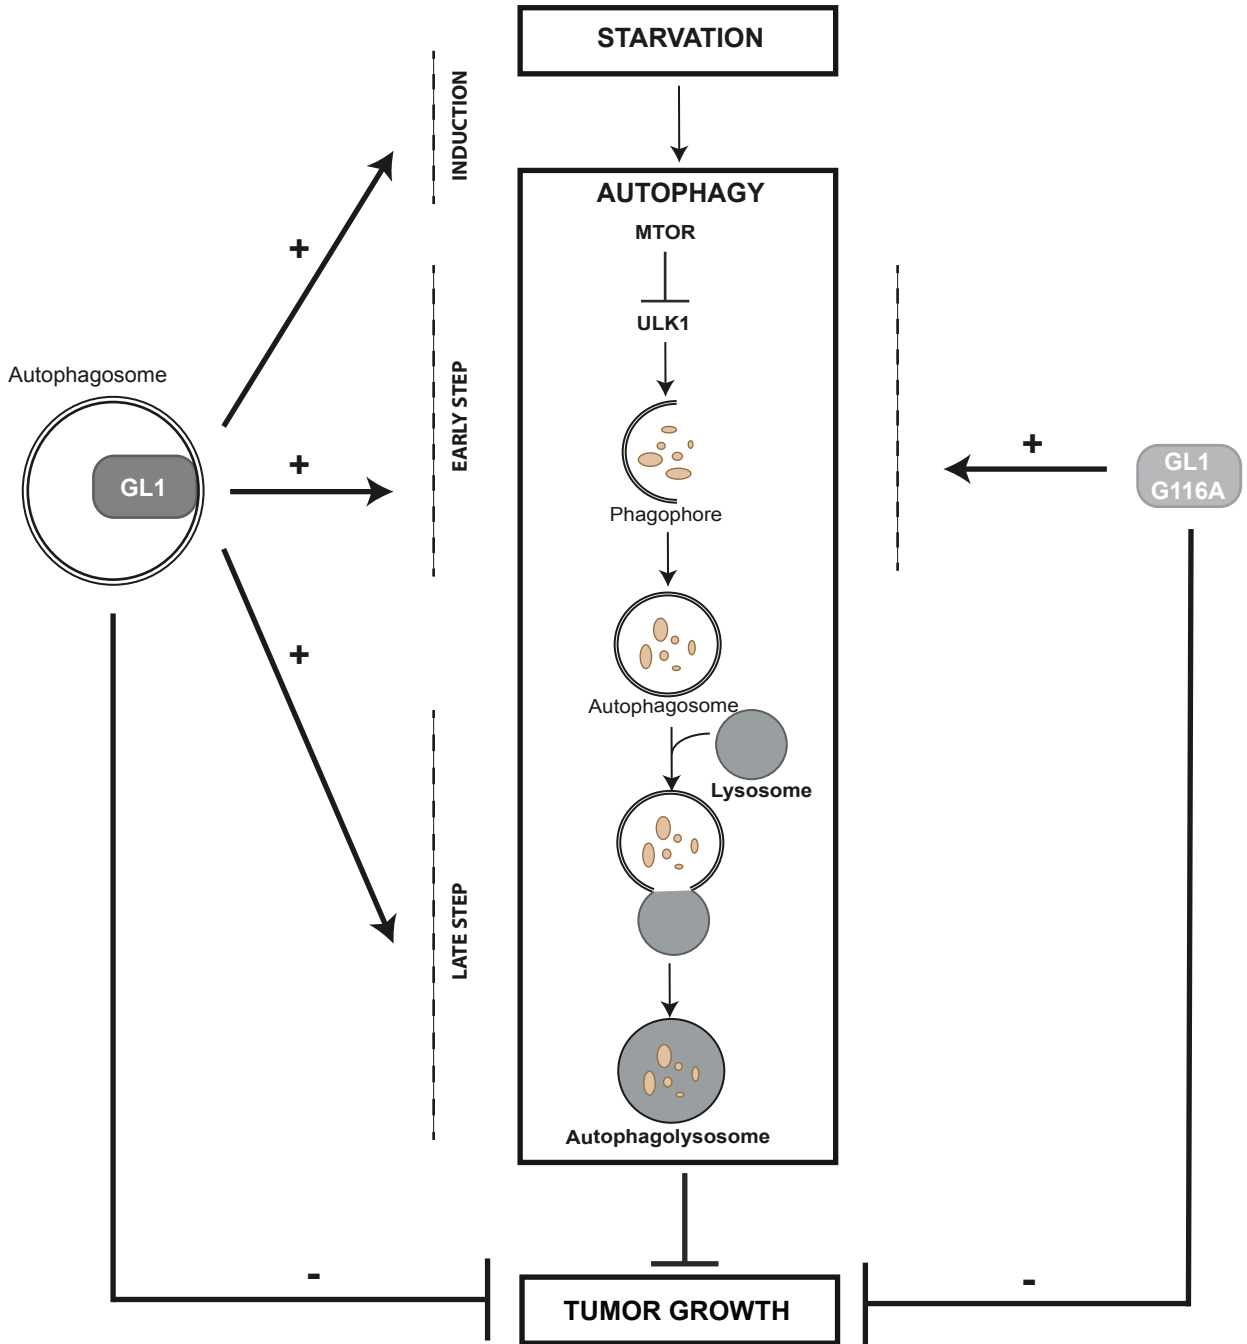 STARVATION
INDUCTION
AUTOPHAGY
MTOR
+
ULK1
Autophagosome
EARLY STEP
GL1
+
+
GL1
G116A
Phagophore
+
Autophagosome
Lysosome
LATE STEP
Autophagolysosome
-
-
TUMOR GROWTH